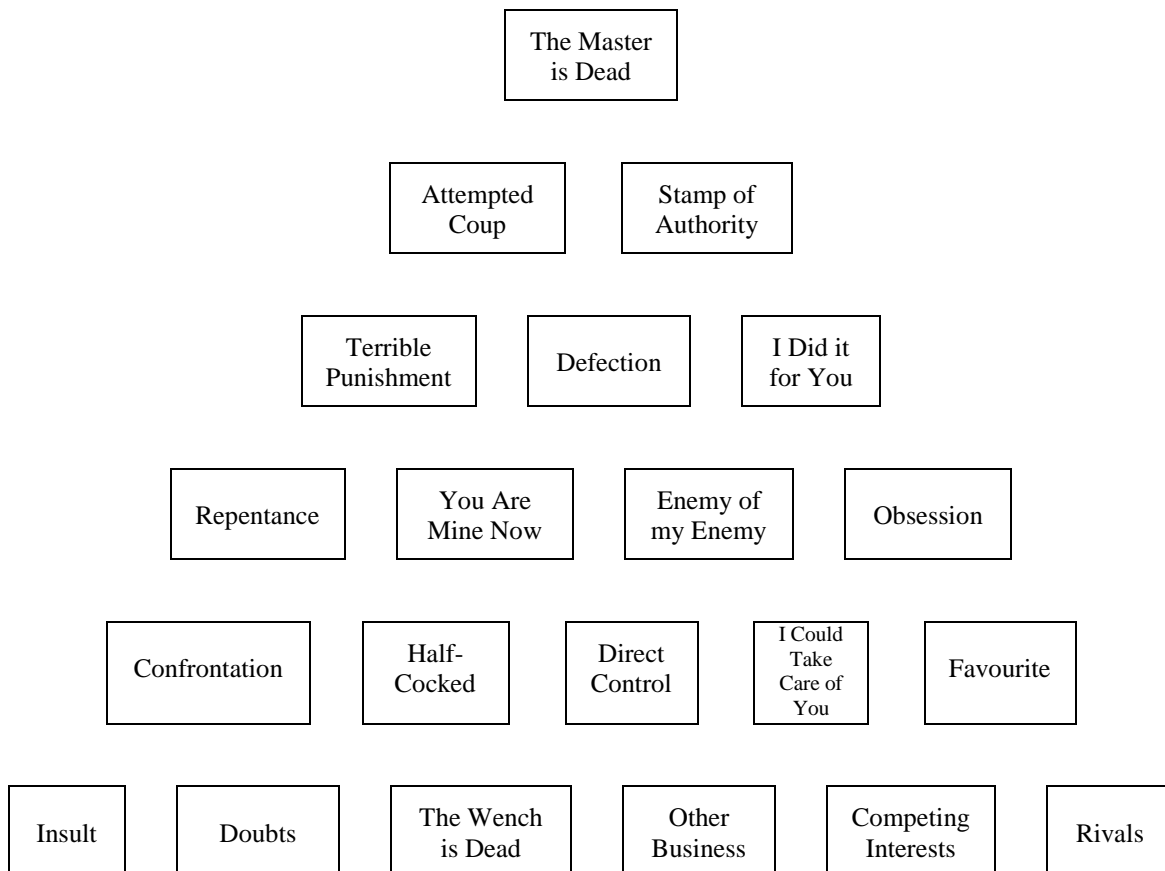 The Master
is Dead
Attempted
Coup
Stamp of
Authority
Terrible
Punishment
Defection
I Did it
for You
Repentance
You Are
Mine Now
Enemy of
my Enemy
Obsession
Confrontation
Half-
Cocked
Direct
Control
I Could
Take
Care of
You
Favourite
Insult
Doubts
The Wench
is Dead
Other
Business
Competing
Interests
Rivals